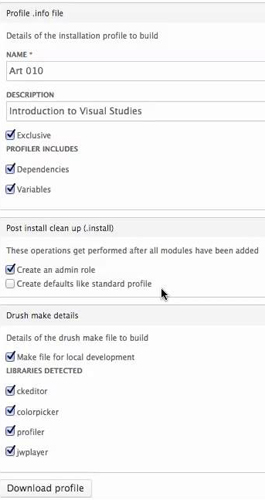 Profile .info file
Details of the installation profile to build
NAME *
Art 010
DESCRIPTION
Introduction to Visual Studies
Exclusive
PROFILER INCLUDES
Dependencies
Variables
Post install clean up (.install)
These operations get performed after all modules have been added
Create an admin role
Create defaults like standard profile
Drush make details
Details of the drush make file to build
Make file for local development
LIBRARIES DETECTED
ckeditor
colorpicker
profiler
jwplayer
Download profile